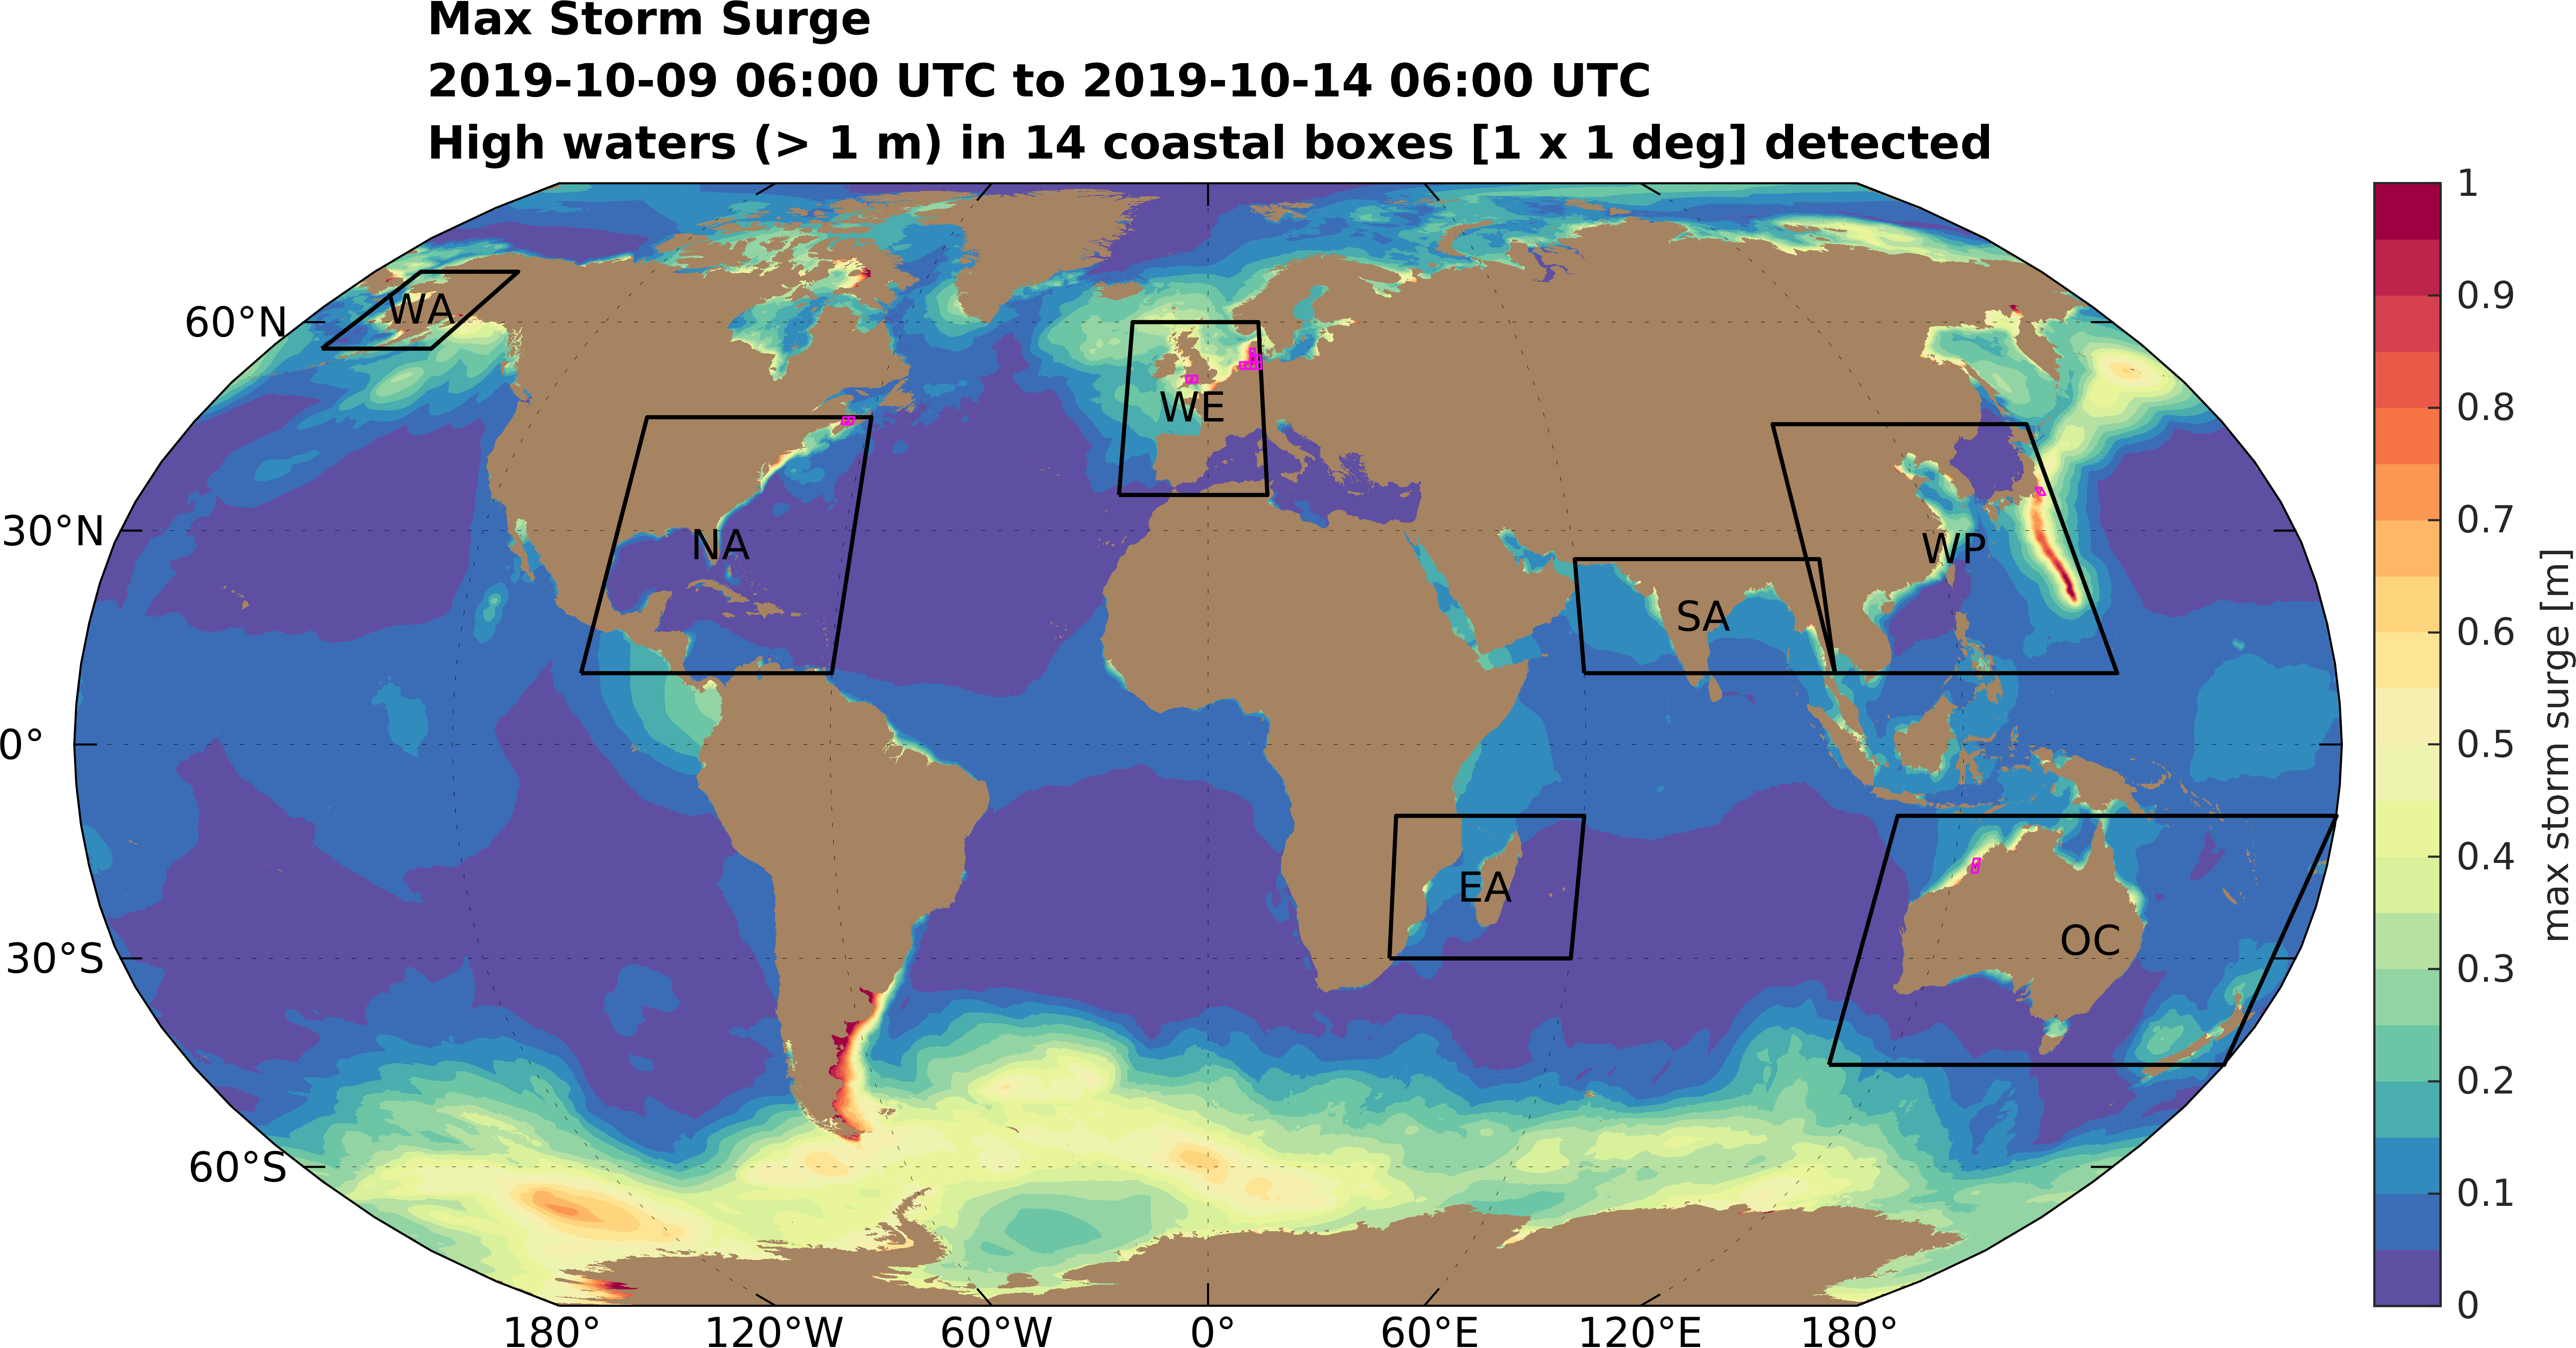 Max Storm Surge
2019-10-09 06:00 UTC to 2019-10-14 06:00 UTC
High waters (> 1 m) in 14 coastal boxes [1 x 1 deg] detected
60°N
30°N
0°
30°S
60°S
WA
NA
WE
SA
WP
EA
OC
180°
120°W
60°W
0°
60°E
120°E
180°
1
0.9
0.8
0.7
0.6
0.5
0.4
0.3
0.2
0.1
0
max storm surge [m]